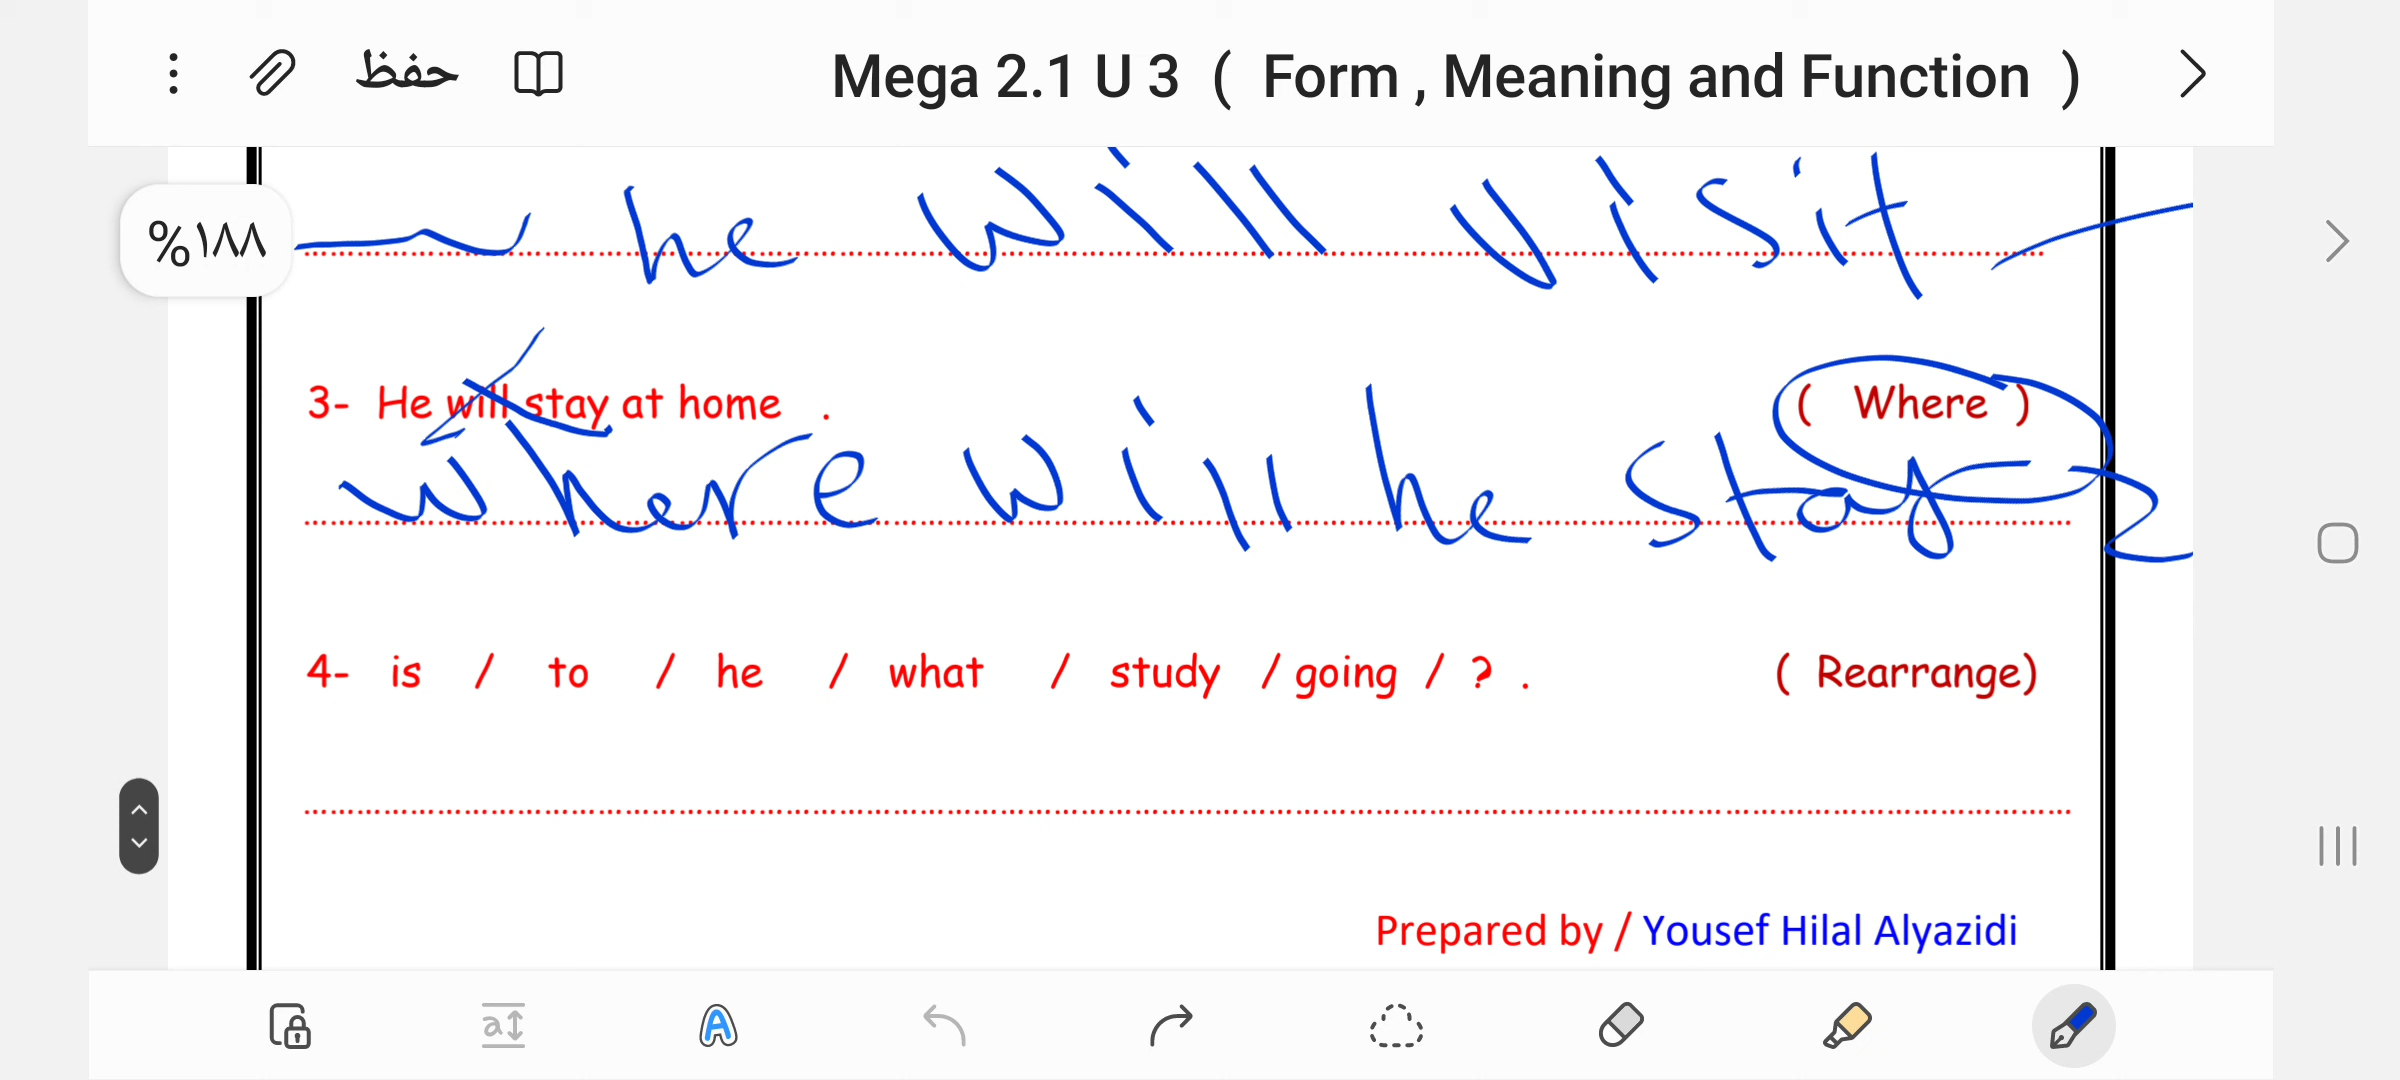 حفظ Mega 2.1 U 3 ( Form , Meaning and Function )
%١٨٨
he will visit
3- He will stay at home . ( Where )
where will he stay ?
4- is / to / he / what / study / going / ? . ( Rearrange)
Prepared by / Yousef Hilal Alyazidi